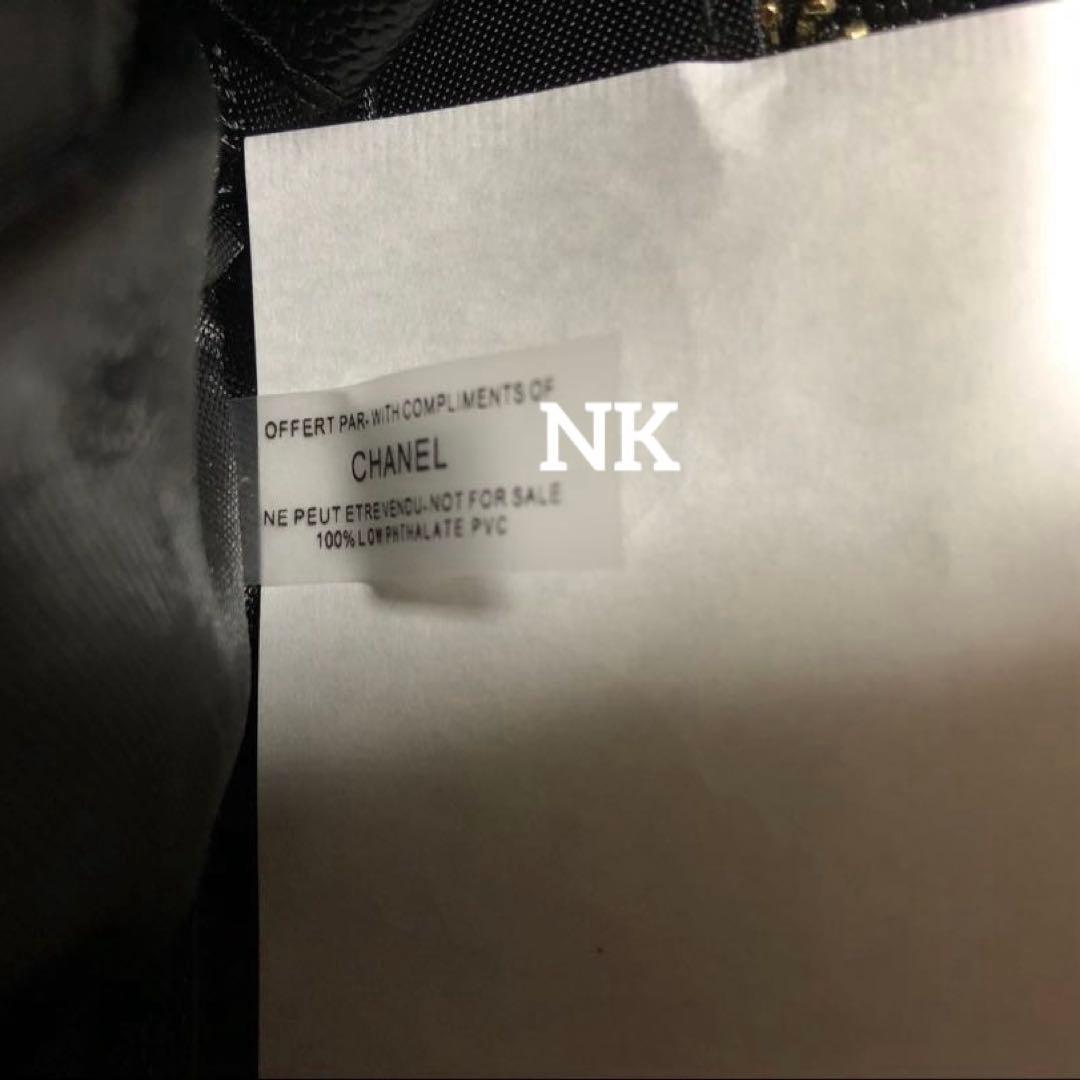 OFFERT PAR-WITH COMPLIMENTS OF
CHANEL
NE PEUT ETREVENDU-NOT FOR SALE
100% LOW PHTHALATE PVC
NK